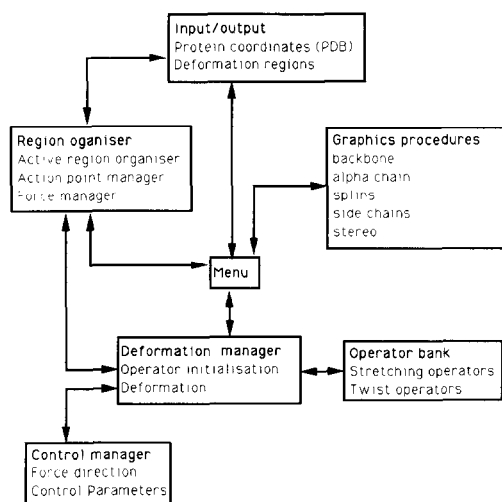 Input/output
Protein coordinates (PDB)
Deformation regions
Region oganiser
Active region organiser
Action point manager
Force manager
Graphics procedures
backbone
alpha chain
splins
side chains
stereo
Menu
Deformation manager
Operator initialisation
Deformation
Operator bank
Stretching operators
Twist operators
Control manager
Force direction
Control Parameters